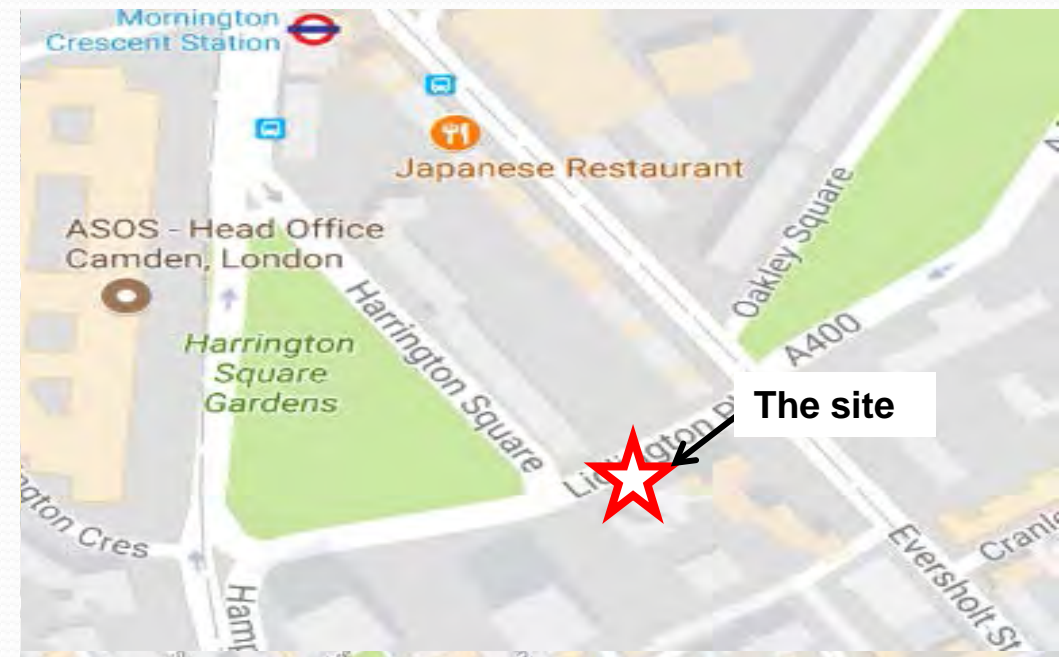 Mornington
Crescent Station
Japanese Restaurant
ASOS - Head Office
Camden, London
Oakley Square
Harrington Square
Harrington
Square
Gardens
A400
The site
Eversholt St